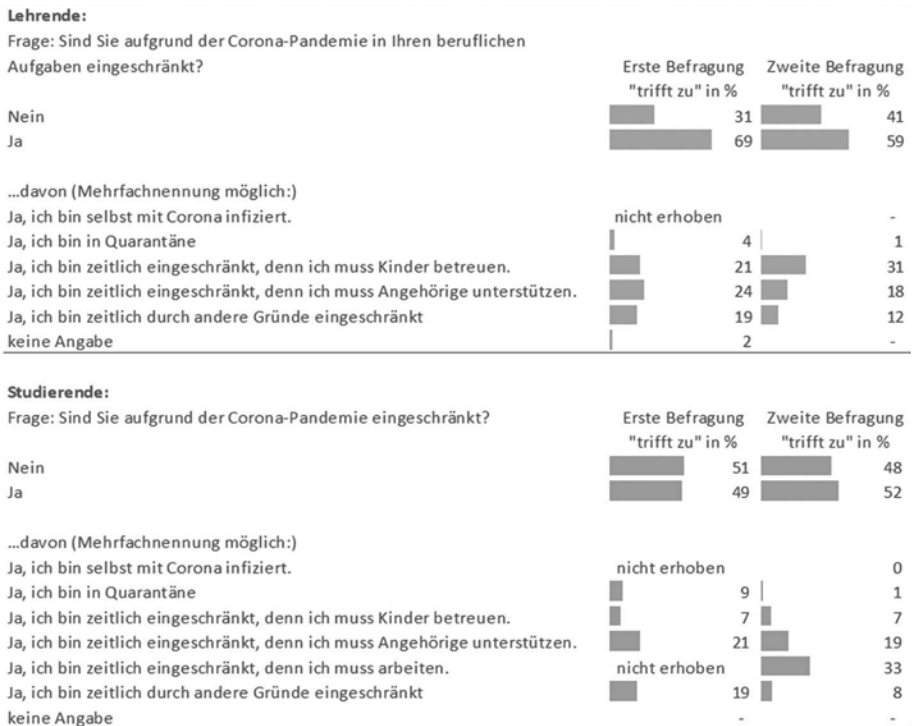 Lehrende:
Frage: Sind Sie aufgrund der Corona-Pandemie in Ihren beruflichen
Aufgaben eingeschränkt? Erste Befragung Zweite Befragung
"trifft zu" in % "trifft zu" in %
Nein 31 41
Ja 69 59
...davon (Mehrfachnennung möglich:)
Ja, ich bin selbst mit Corona infiziert. nicht erhoben -
Ja, ich bin in Quarantäne 4 1
Ja, ich bin zeitlich eingeschränkt, denn ich muss Kinder betreuen. 21 31
Ja, ich bin zeitlich eingeschränkt, denn ich muss Angehörige unterstützen. 24 18
Ja, ich bin zeitlich durch andere Gründe eingeschränkt 19 12
keine Angabe 2 -
Studierende:
Frage: Sind Sie aufgrund der Corona-Pandemie eingeschränkt? Erste Befragung Zweite Befragung
"trifft zu" in % "trifft zu" in %
Nein 51 48
Ja 49 52
...davon (Mehrfachnennung möglich:)
Ja, ich bin selbst mit Corona infiziert. nicht erhoben 0
Ja, ich bin in Quarantäne 9 1
Ja, ich bin zeitlich eingeschränkt, denn ich muss Kinder betreuen. 7 7
Ja, ich bin zeitlich eingeschränkt, denn ich muss Angehörige unterstützen. 21 19
Ja, ich bin zeitlich eingeschränkt, denn ich muss arbeiten. nicht erhoben 33
Ja, ich bin zeitlich durch andere Gründe eingeschränkt 19 8
keine Angabe - -